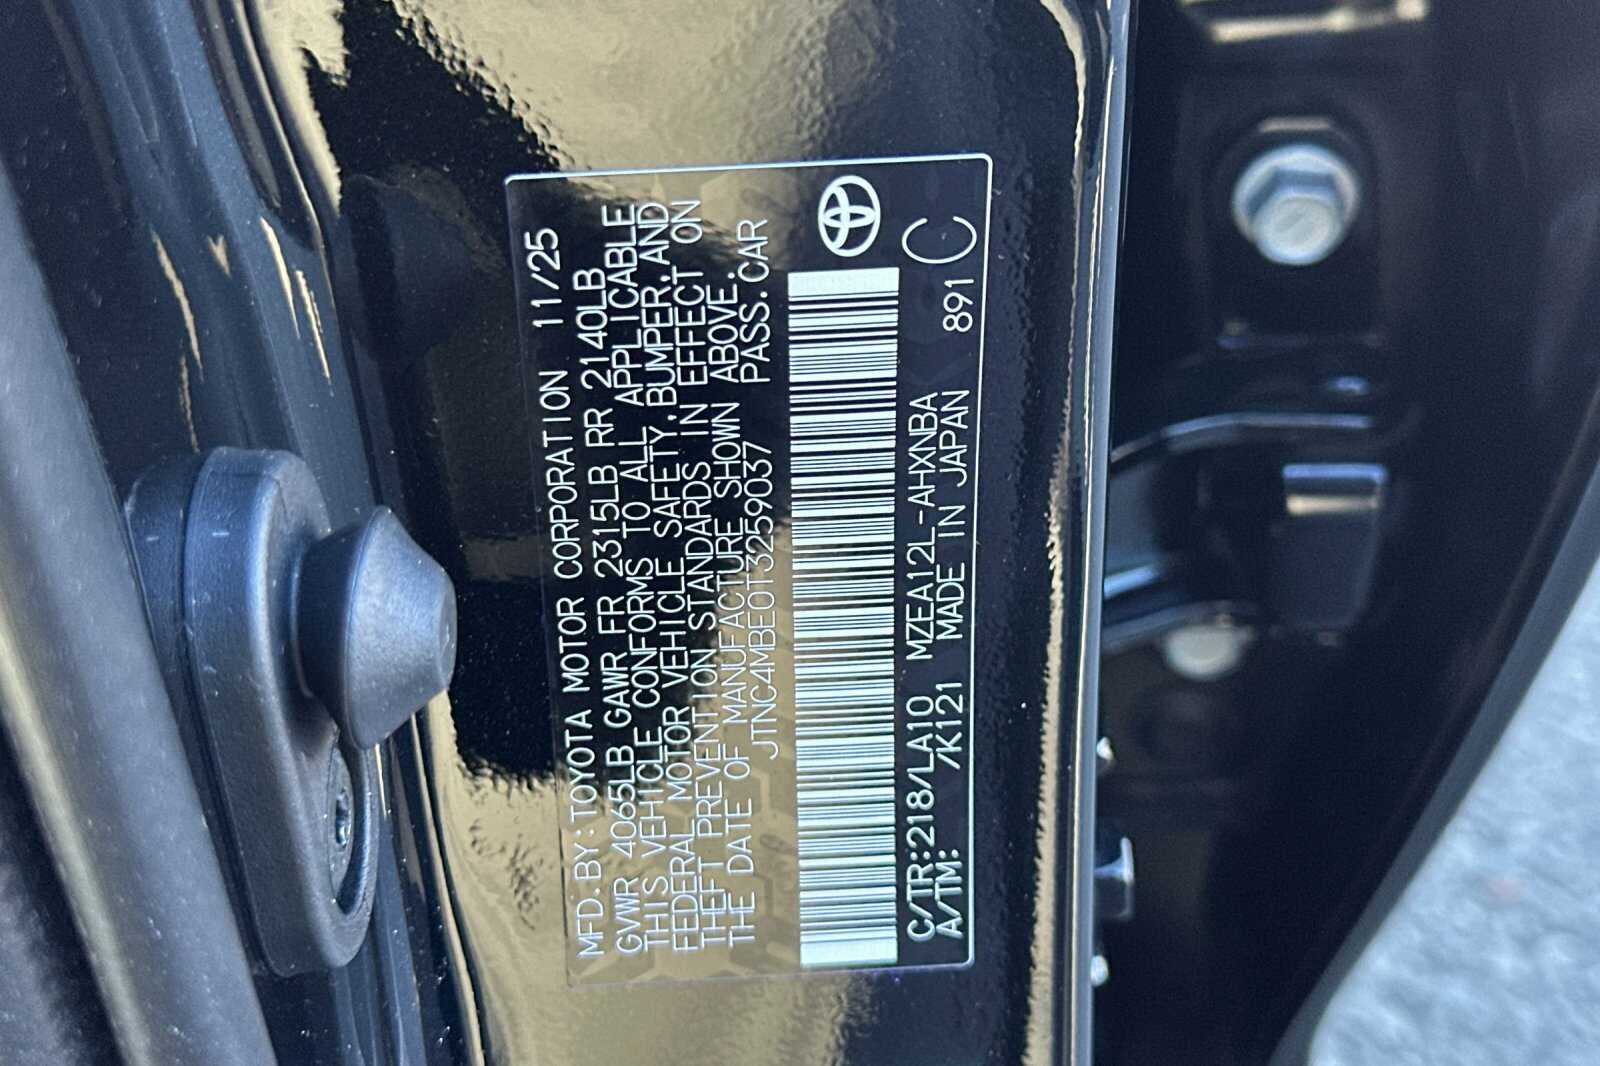 MFD.BY:TOYOTA MOTOR CORPORATION 11/25
GVWR 4065LB GAWR FR 2315LB RR 2140LB
THIS VEHICLE CONFORMS TO ALL APPLICABLE
FEDERAL MOTOR VEHICLE SAFETY,BUMPER,AND
THEFT PREVENTION STANDARDS IN EFFECT ON
THE DATE OF MANUFACTURE SHOWN ABOVE.
JTNC4MBE0T3259037 PASS.CAR
C/TR:218/LA10 MZEA12L-AHXNBA 891 C
A/TM: /K121 MADE IN JAPAN